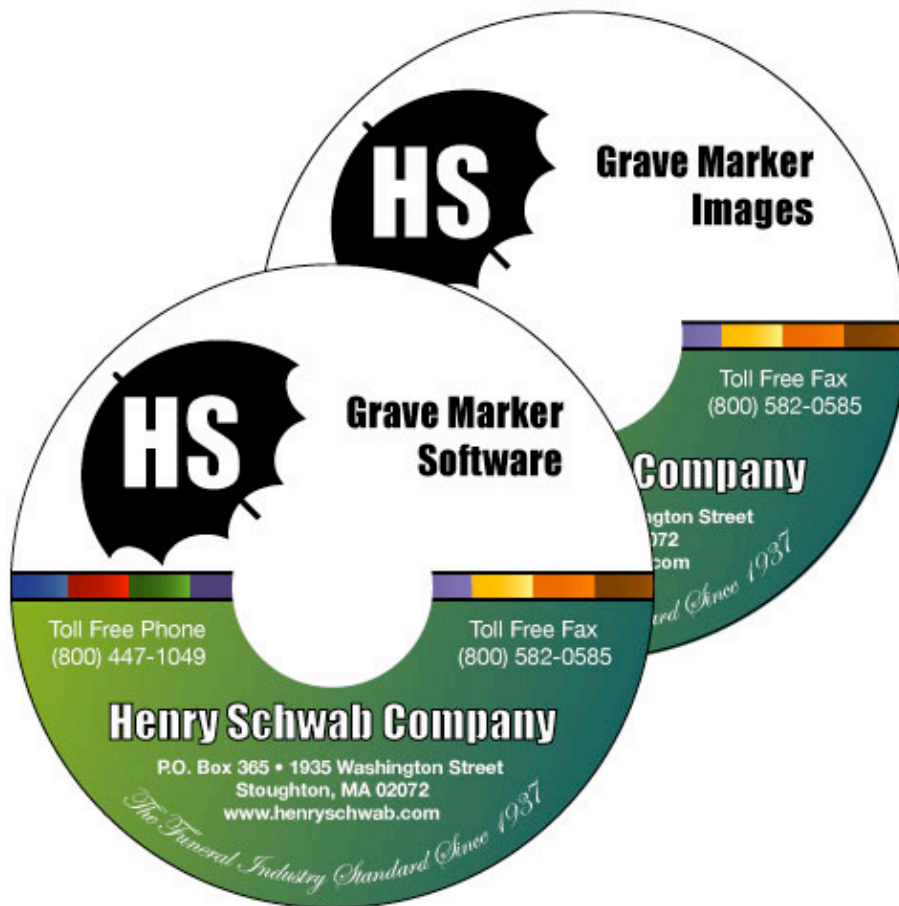 HS
Grave Marker
Images
Toll Free Fax
(800) 582-0585
Company
ngton Street
072
.com
ard Since 1937
HS
Grave Marker
Software
Toll Free Phone
(800) 447-1049
Toll Free Fax
(800) 582-0585
Henry Schwab Company
P.O. Box 365 • 1935 Washington Street
Stoughton, MA 02072
www.henryschwab.com
The Funeral Industry Standard Since 1937